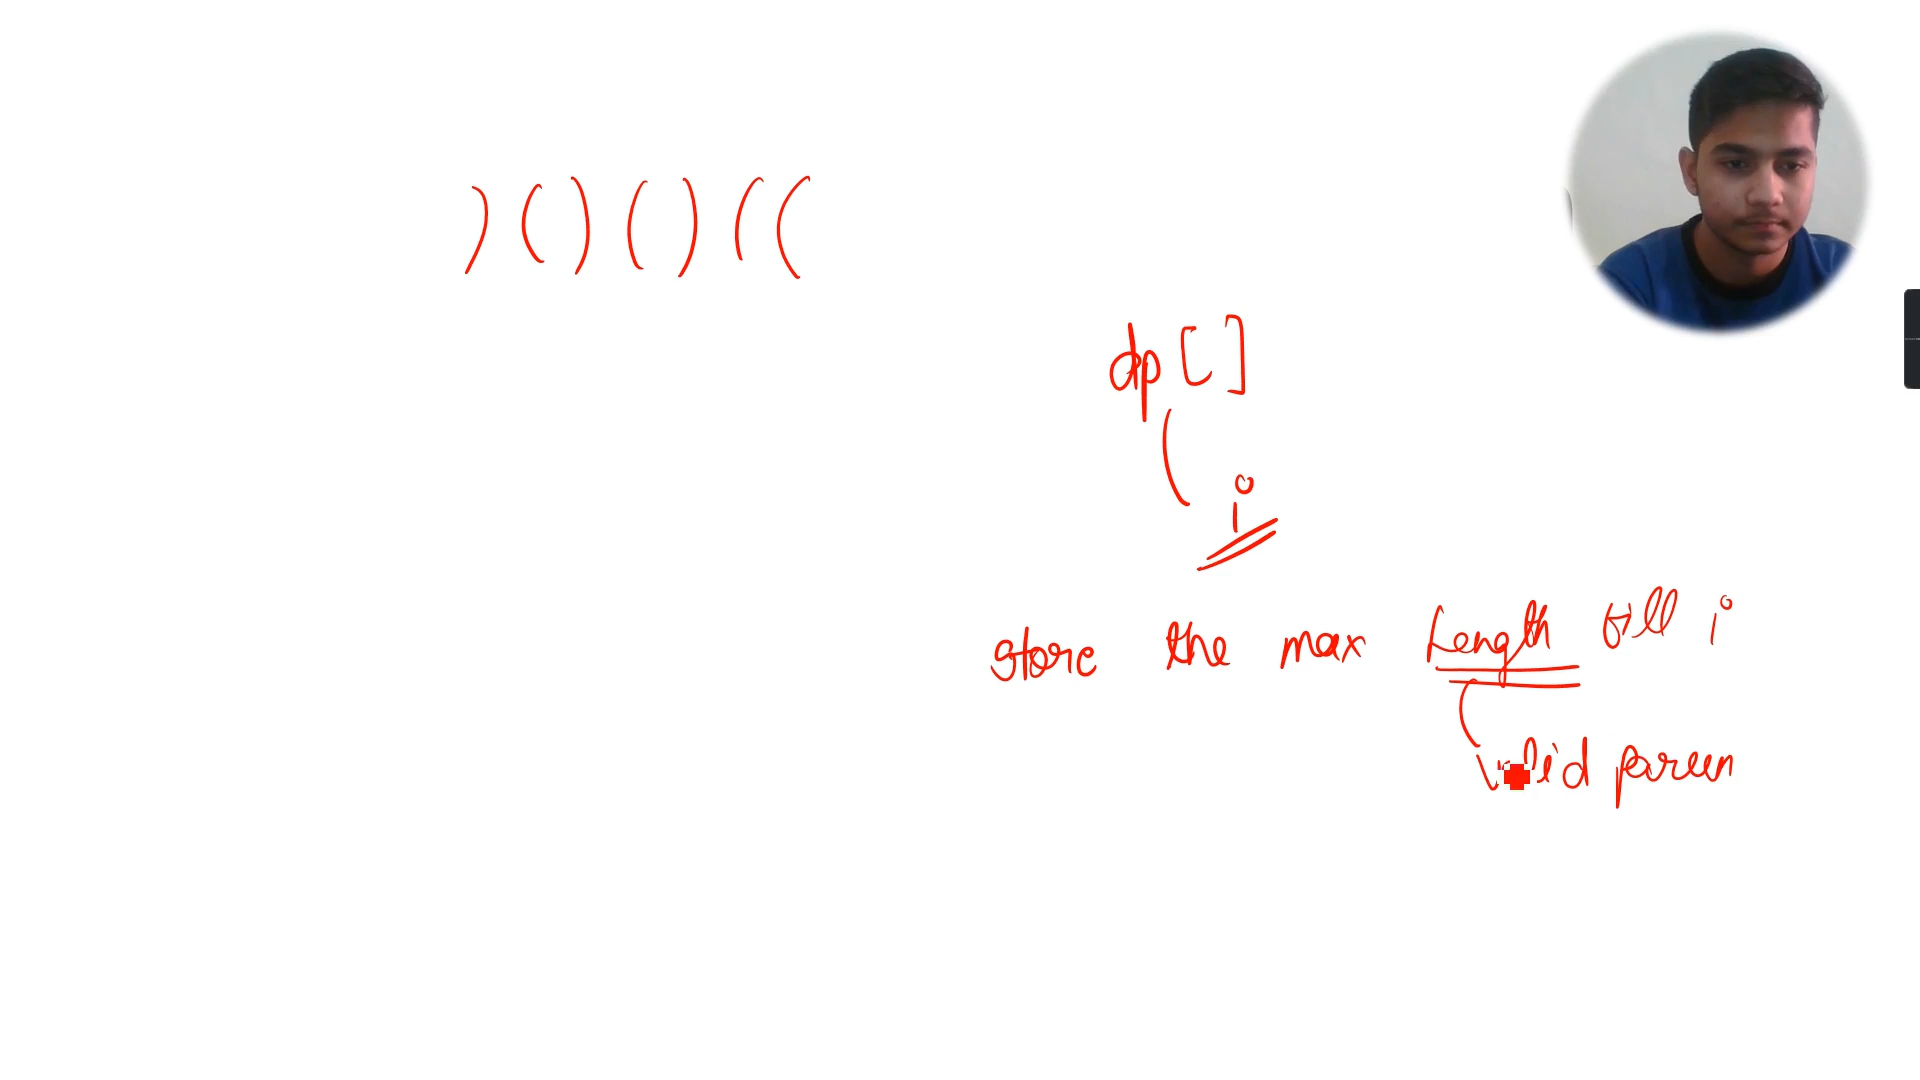 ) ( ) ( ) ( (
dp [ ]
i
store the max Length till i
valid paren